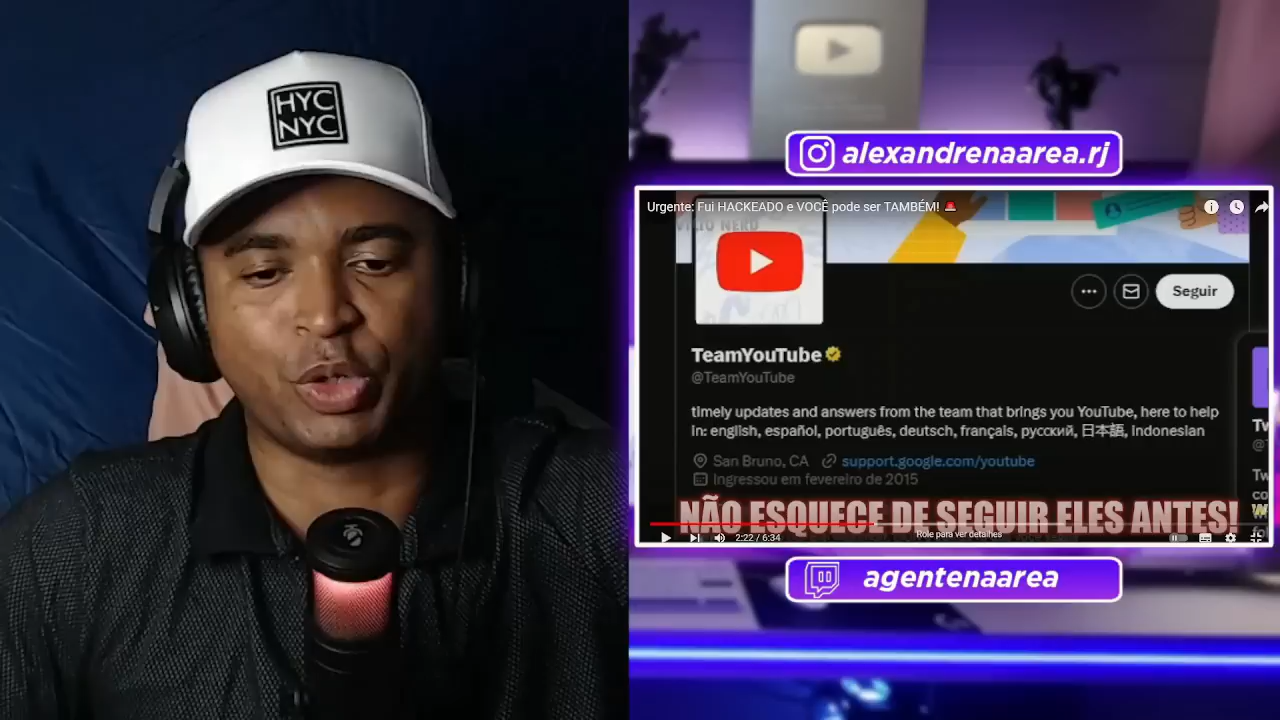 HYC
NYC
alexandrenaarea.rj
Urgente: Fui HACKEADO e VOCÊ pode ser TAMBÉM! 🚨
Seguir
TeamYouTube
@TeamYouTube
timely updates and answers from the team that brings you YouTube, here to help
in: english, español, português, deutsch, français, русский, 日本語, Indonesian
San Bruno, CA support.google.com/youtube
Ingressou em fevereiro de 2015
NÃO ESQUECE DE SEGUIR ELES ANTES!
2:22 / 6:34
Role para ver detalhes
agentenaarea